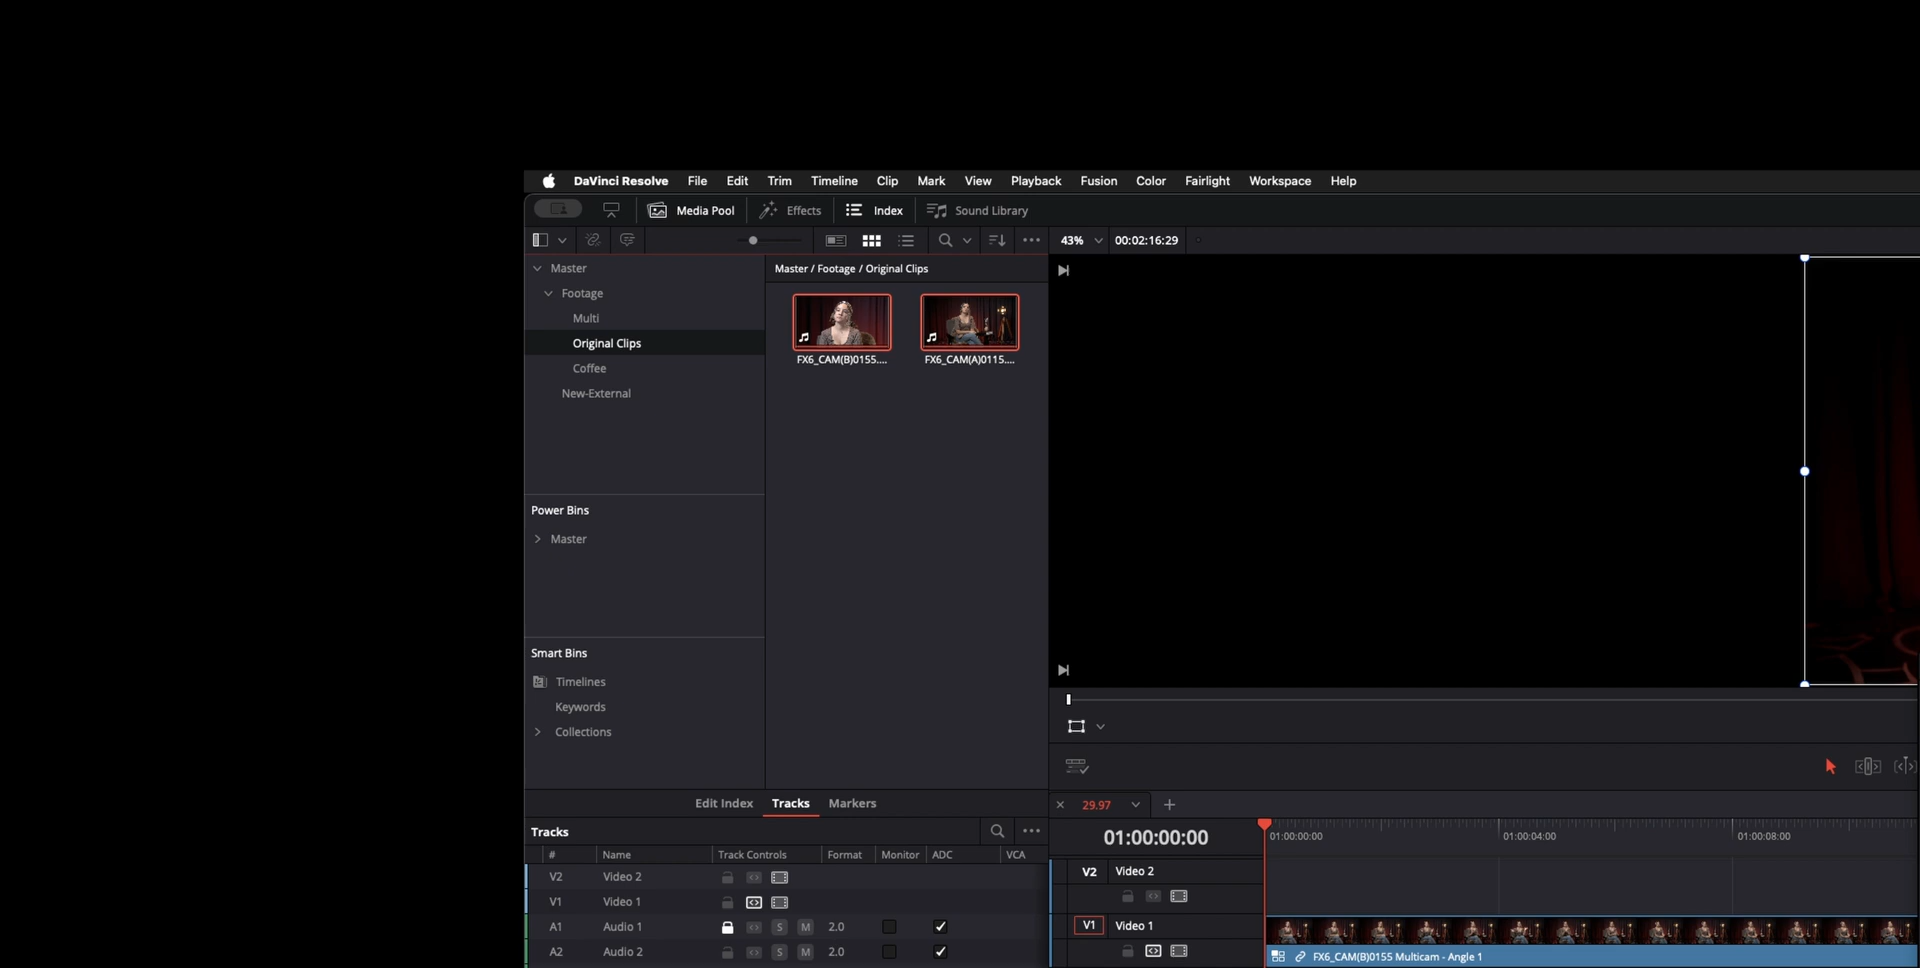 DaVinci Resolve File Edit Trim Timeline Clip Mark View Playback Fusion Color Fairlight Workspace Help
Media Pool Effects Index Sound Library
43% 00:02:16:29
Master
Footage
Multi
Original Clips
Coffee
New-External
Master / Footage / Original Clips
FX6_CAM(B)0155.... FX6_CAM(A)0115....
Power Bins
Master
Smart Bins
Timelines
Keywords
Collections
Edit Index Tracks Markers
Tracks
# Name Track Controls Format Monitor ADC VCA
V2 Video 2
V1 Video 1
A1 Audio 1 S M 2.0
A2 Audio 2 S M 2.0
29.97
01:00:00:00
01:00:00:00 01:00:04:00 01:00:08:00
V2 Video 2
V1 Video 1
FX6_CAM(B)0155 Multicam - Angle 1